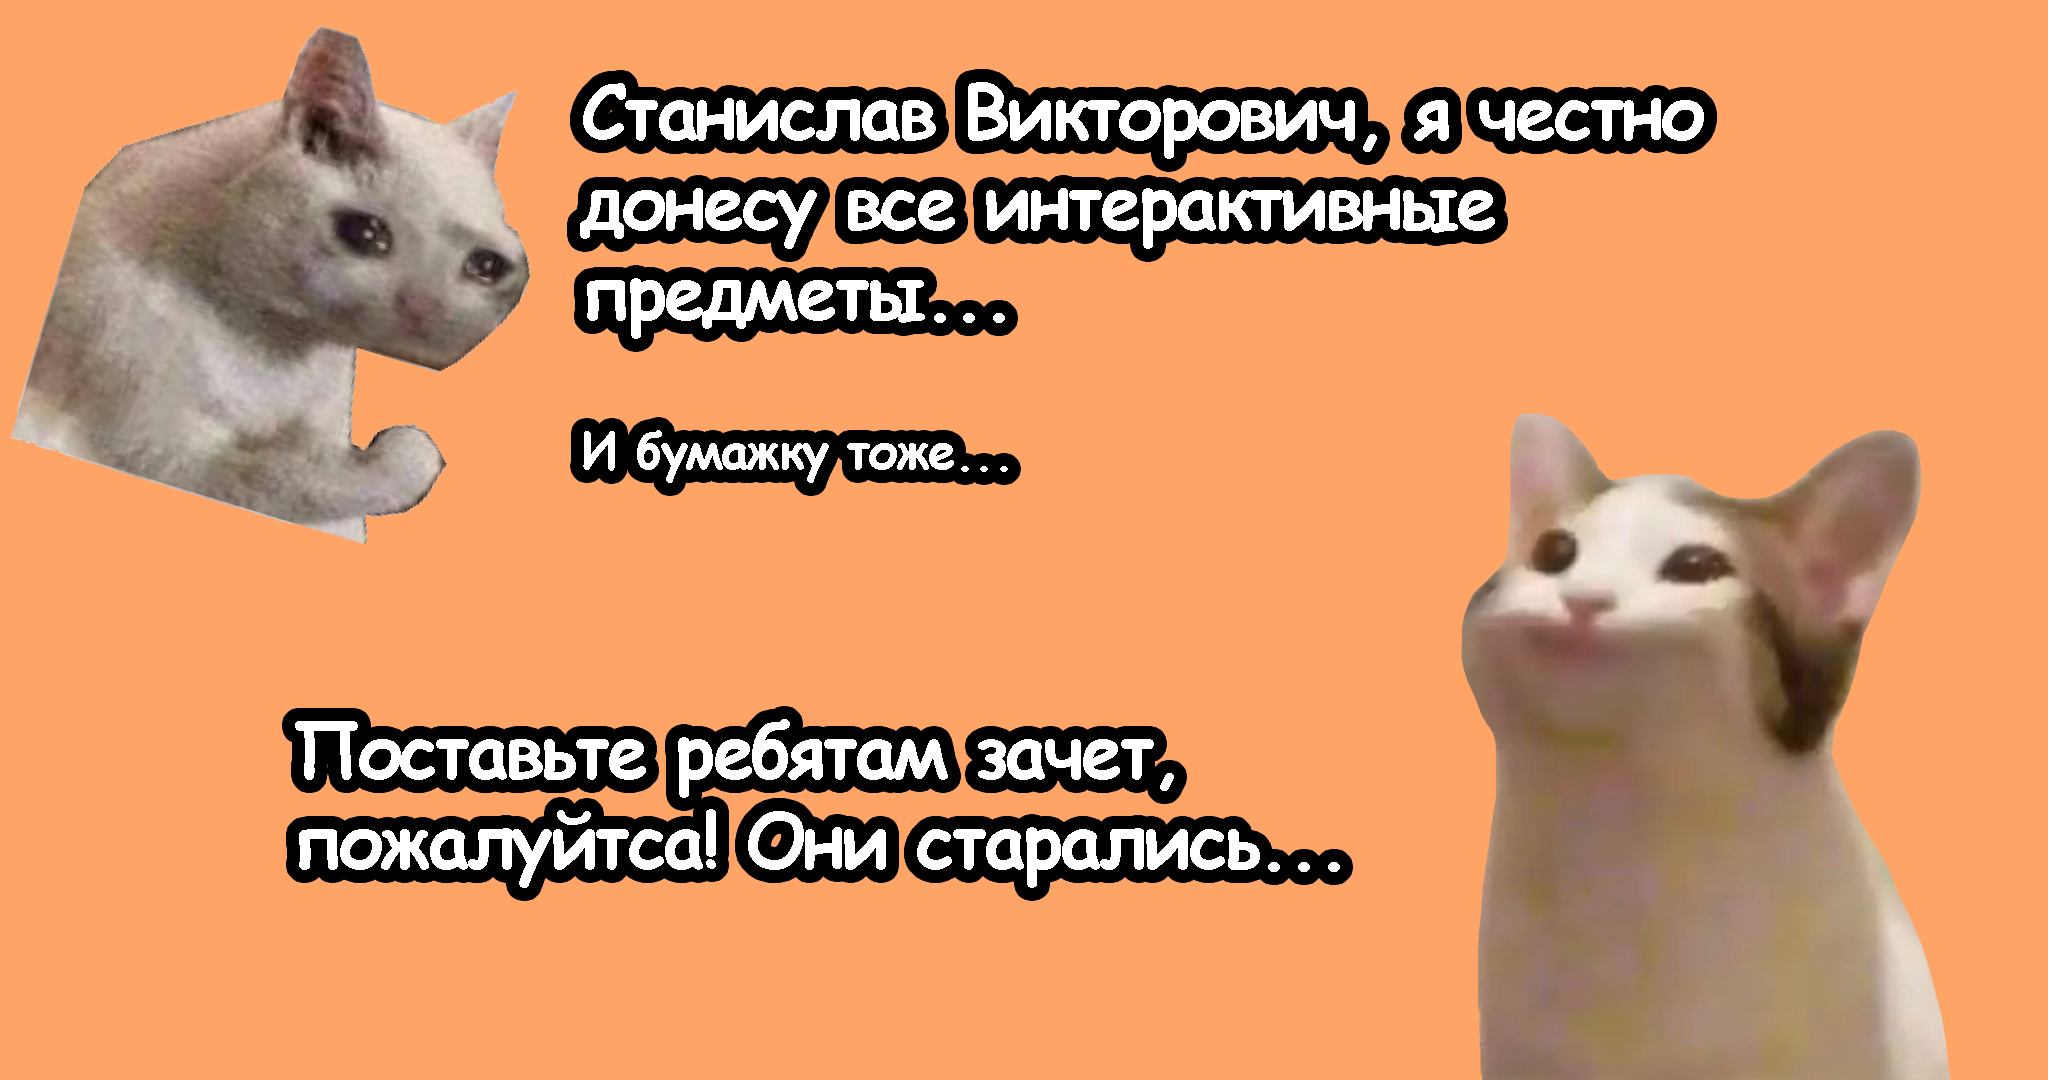 Станислав Викторович, я честно
донесу все интерактивные
предметы...
И бумажку тоже...
Поставьте ребятам зачет,
пожалуйтса! Они старались...